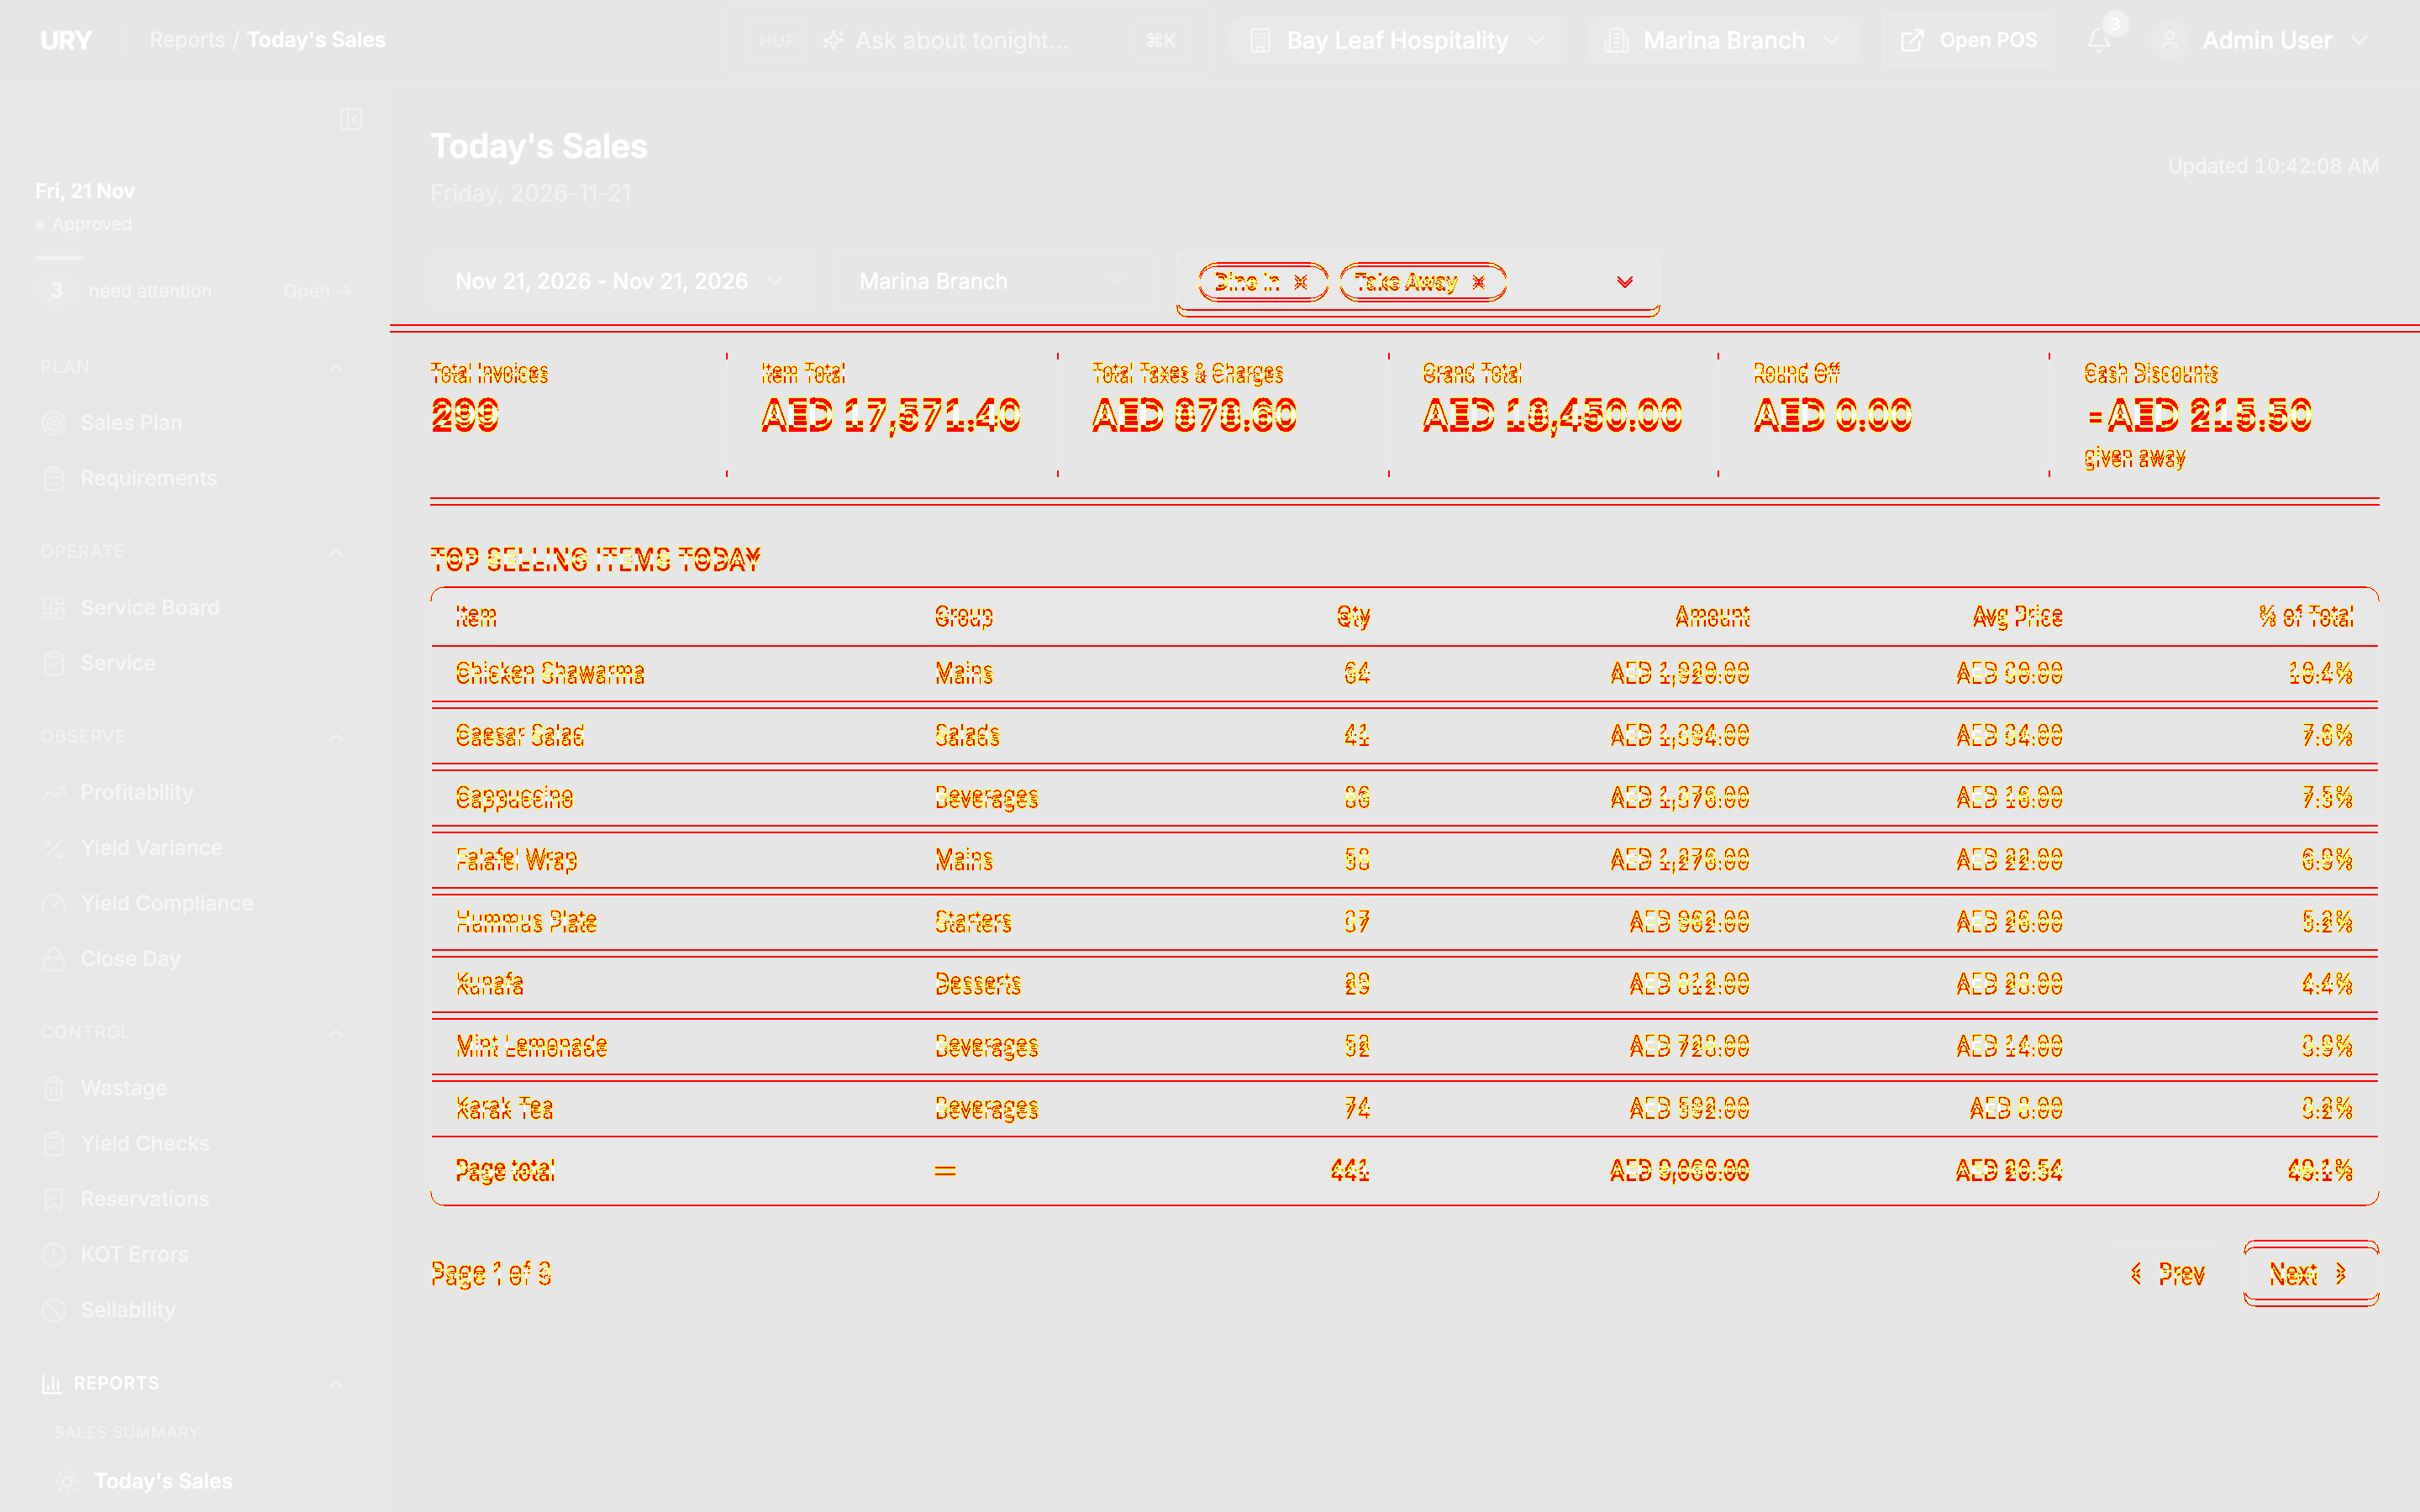 URY
Reports / Today's Sales
HUF Ask about tonight... ⌘K
Bay Leaf Hospitality
Marina Branch
Open POS
3
Admin User
Fri, 21 Nov
Approved
3 need attention Open →
PLAN
Sales Plan
Requirements
OPERATE
Service Board
Service
OBSERVE
Profitability
Yield Variance
Yield Compliance
Close Day
CONTROL
Wastage
Yield Checks
Reservations
KOT Errors
Sellability
REPORTS
SALES SUMMARY
Today's Sales
Today's Sales
Friday, 2026-11-21
Updated 10:42:08 AM
Nov 21, 2026 - Nov 21, 2026
Marina Branch
Dine In × Take Away ×
Total Invoices
299
Item Total
AED 17,571.40
Total Taxes & Charges
AED 878.60
Grand Total
AED 18,450.00
Round Off
AED 0.00
Cash Discounts
-AED 215.50
given away
TOP SELLING ITEMS TODAY
Item Group Qty Amount Avg Price % of Total
Chicken Shawarma Mains 64 AED 1,920.00 AED 30.00 10.4%
Caesar Salad Salads 41 AED 1,394.00 AED 34.00 7.6%
Cappuccino Beverages 86 AED 1,376.00 AED 16.00 7.5%
Falafel Wrap Mains 58 AED 1,276.00 AED 22.00 6.9%
Hummus Plate Starters 37 AED 962.00 AED 26.00 5.2%
Kunafa Desserts 29 AED 812.00 AED 28.00 4.4%
Mint Lemonade Beverages 52 AED 728.00 AED 14.00 3.9%
Karak Tea Beverages 74 AED 592.00 AED 8.00 3.2%
Page total — 441 AED 9,060.00 AED 20.54 49.1%
Page 1 of 3
Prev
Next